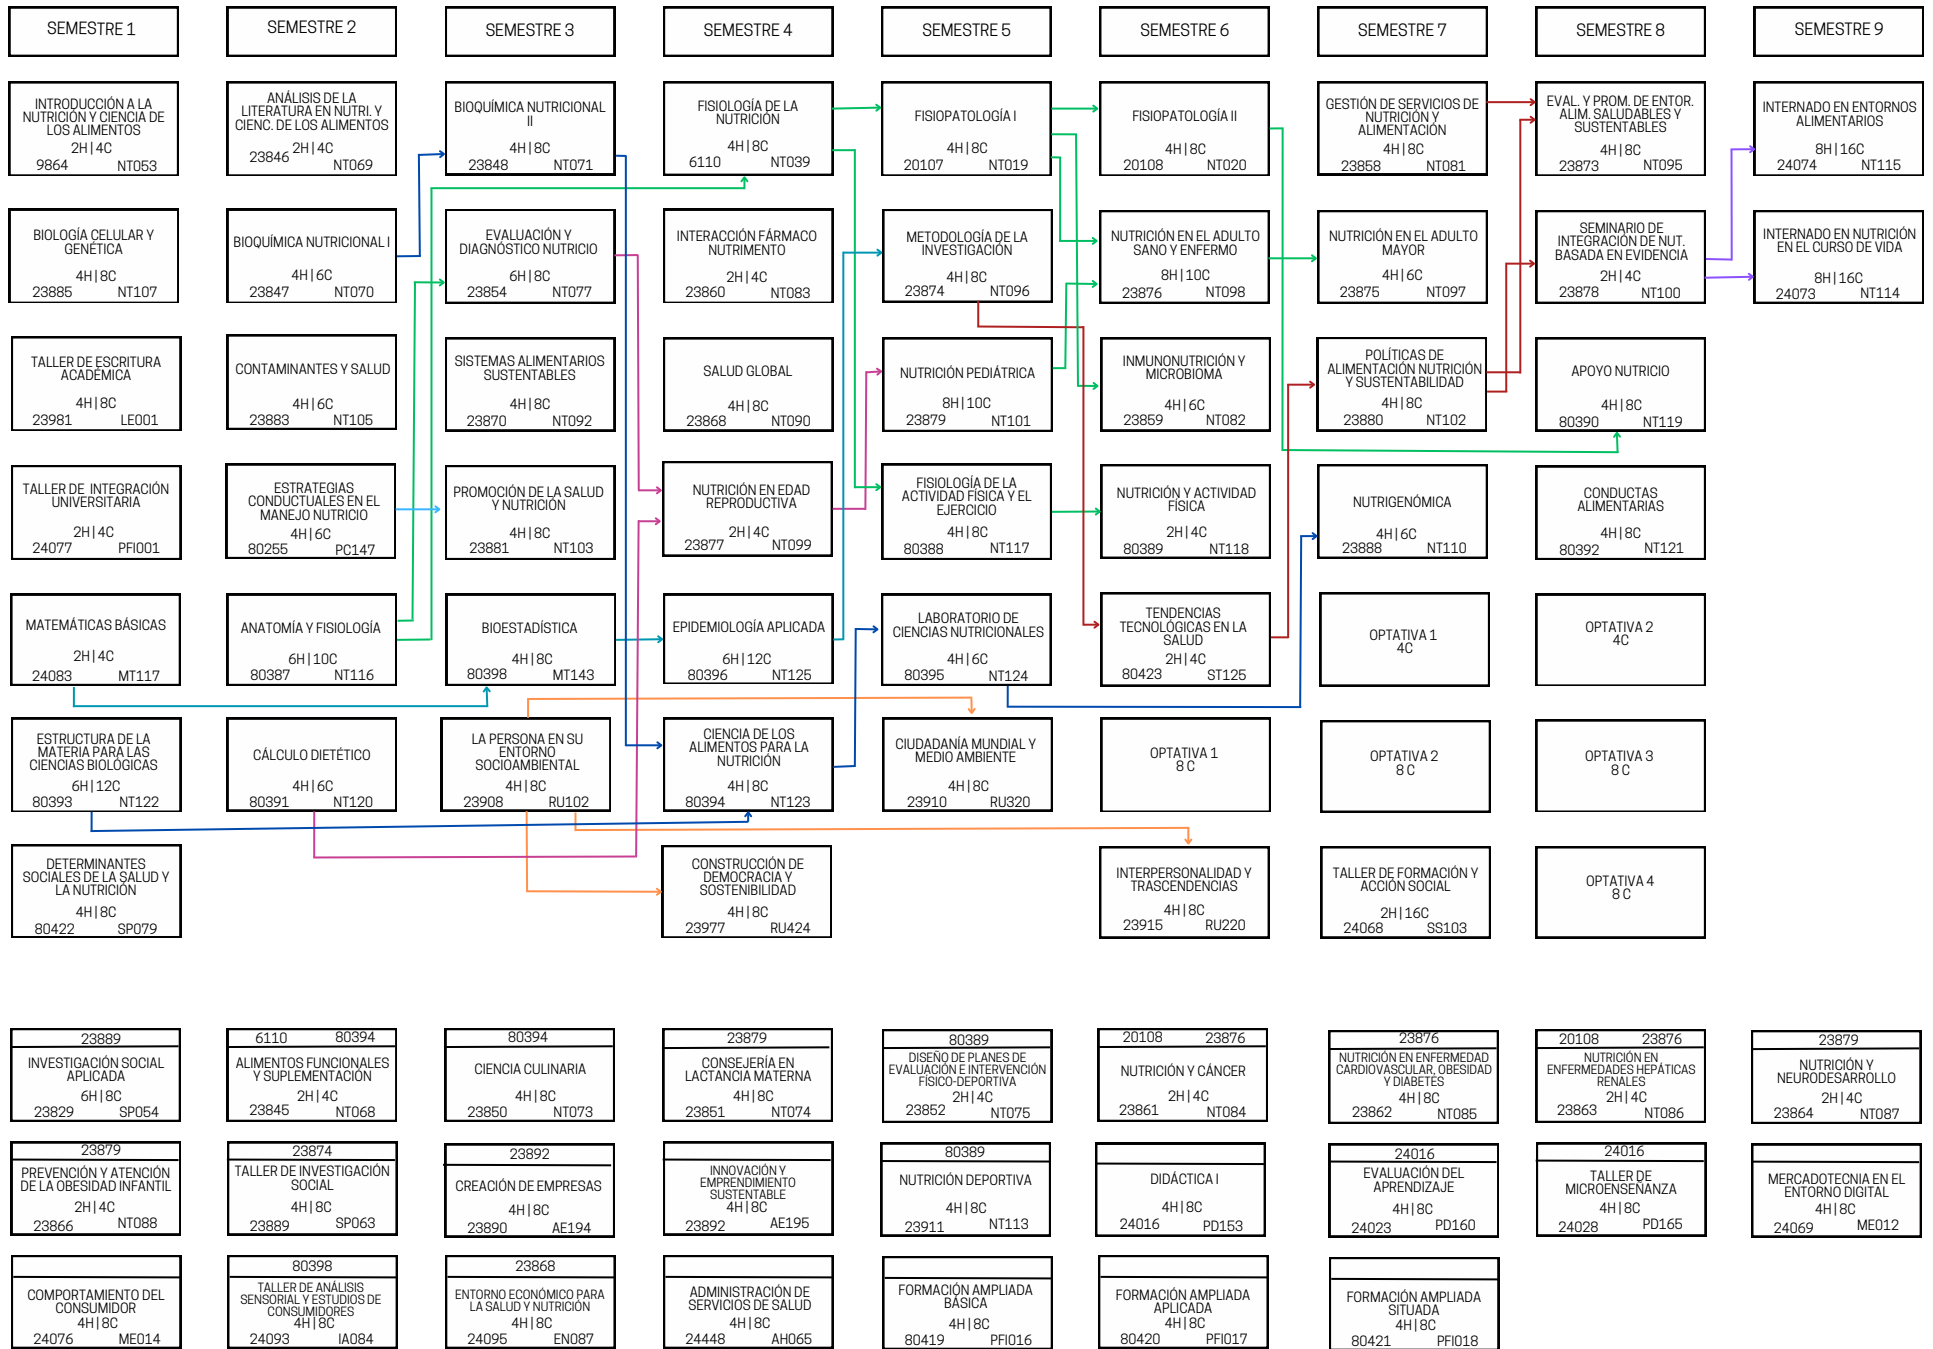 SEMESTRE 1
SEMESTRE 2
SEMESTRE 3
SEMESTRE 4
SEMESTRE 5
SEMESTRE 6
SEMESTRE 7
SEMESTRE 8
SEMESTRE 9
INTRODUCCIÓN A LA
NUTRICIÓN Y CIENCIA DE
LOS ALIMENTOS
2H|4C
9864 NT053
ANÁLISIS DE LA
LITERATURA EN NUTRI. Y
CIENC. DE LOS ALIMENTOS
2H|4C
23846 NT069
BIOQUÍMICA NUTRICIONAL
II
4H|8C
23848 NT071
FISIOLOGÍA DE LA
NUTRICIÓN
4H|8C
6110 NT039
FISIOPATOLOGÍA I
4H|8C
20107 NT019
FISIOPATOLOGÍA II
4H|8C
20108 NT020
GESTIÓN DE SERVICIOS DE
NUTRICIÓN Y
ALIMENTACIÓN
4H|8C
23858 NT081
EVAL. Y PROM. DE ENTOR.
ALIM. SALUDABLES Y
SUSTENTABLES
4H|8C
23873 NT095
INTERNADO EN ENTORNOS
ALIMENTARIOS
8H|16C
24074 NT115
BIOLOGÍA CELULAR Y
GENÉTICA
4H|8C
23885 NT107
BIOQUÍMICA NUTRICIONAL I
4H|6C
23847 NT070
EVALUACIÓN Y
DIAGNÓSTICO NUTRICIO
6H|8C
23854 NT077
INTERACCIÓN FÁRMACO
NUTRIMENTO
2H|4C
23860 NT083
METODOLOGÍA DE LA
INVESTIGACIÓN
4H|8C
23874 NT096
NUTRICIÓN EN EL ADULTO
SANO Y ENFERMO
8H|10C
23876 NT098
NUTRICIÓN EN EL ADULTO
MAYOR
4H|6C
23875 NT097
SEMINARIO DE
INTEGRACIÓN DE NUT.
BASADA EN EVIDENCIA
2H|4C
23878 NT100
INTERNADO EN NUTRICIÓN
EN EL CURSO DE VIDA
8H|16C
24073 NT114
TALLER DE ESCRITURA
ACADÉMICA
4H|8C
23981 LE001
CONTAMINANTES Y SALUD
4H|6C
23883 NT105
SISTEMAS ALIMENTARIOS
SUSTENTABLES
4H|8C
23870 NT092
SALUD GLOBAL
4H|8C
23868 NT090
NUTRICIÓN PEDIÁTRICA
8H|10C
23879 NT101
INMUNONUTRICIÓN Y
MICROBIOMA
4H|6C
23859 NT082
POLÍTICAS DE
ALIMENTACIÓN NUTRICIÓN
Y SUSTENTABILIDAD
4H|8C
23880 NT102
APOYO NUTRICIO
4H|8C
80390 NT119
TALLER DE INTEGRACIÓN
UNIVERSITARIA
2H|4C
24077 PFI001
ESTRATEGIAS
CONDUCTUALES EN EL
MANEJO NUTRICIO
4H|6C
80255 PC147
PROMOCIÓN DE LA SALUD
Y NUTRICIÓN
4H|8C
23881 NT103
NUTRICIÓN EN EDAD
REPRODUCTIVA
2H|4C
23877 NT099
FISIOLOGÍA DE LA
ACTIVIDAD FÍSICA Y EL
EJERCICIO
4H|8C
80388 NT117
NUTRICIÓN Y ACTIVIDAD
FÍSICA
2H|4C
80389 NT118
NUTRIGENÓMICA
4H|6C
23888 NT110
CONDUCTAS
ALIMENTARIAS
4H|8C
80392 NT121
MATEMÁTICAS BÁSICAS
2H|4C
24083 MT117
ANATOMÍA Y FISIOLOGÍA
6H|10C
80387 NT116
BIOESTADÍSTICA
4H|8C
80398 MT143
EPIDEMIOLOGÍA APLICADA
6H|12C
80396 NT125
LABORATORIO DE
CIENCIAS NUTRICIONALES
4H|6C
80395 NT124
TENDENCIAS
TECNOLÓGICAS EN LA
SALUD
2H|4C
80423 ST125
OPTATIVA 1
4C
OPTATIVA 2
4C
ESTRUCTURA DE LA
MATERIA PARA LAS
CIENCIAS BIOLÓGICAS
6H|12C
80393 NT122
CÁLCULO DIETÉTICO
4H|6C
80391 NT120
LA PERSONA EN SU
ENTORNO
SOCIOAMBIENTAL
4H|8C
23908 RU102
CIENCIA DE LOS
ALIMENTOS PARA LA
NUTRICIÓN
4H|8C
80394 NT123
CIUDADANÍA MUNDIAL Y
MEDIO AMBIENTE
4H|8C
23910 RU320
OPTATIVA 1
8 C
OPTATIVA 2
8 C
OPTATIVA 3
8 C
DETERMINANTES
SOCIALES DE LA SALUD Y
LA NUTRICIÓN
4H|8C
80422 SP079
CONSTRUCCIÓN DE
DEMOCRACIA Y
SOSTENIBILIDAD
4H|8C
23977 RU424
INTERPERSONALIDAD Y
TRASCENDENCIAS
4H|8C
23915 RU220
TALLER DE FORMACIÓN Y
ACCIÓN SOCIAL
2H|16C
24068 SS103
OPTATIVA 4
8 C
23889
INVESTIGACIÓN SOCIAL
APLICADA
6H|8C
23829 SP054
6110 80394
ALIMENTOS FUNCIONALES
Y SUPLEMENTACIÓN
2H|4C
23845 NT068
80394
CIENCIA CULINARIA
4H|8C
23850 NT073
23879
CONSEJERÍA EN
LACTANCIA MATERNA
4H|8C
23851 NT074
80389
DISEÑO DE PLANES DE
EVALUACIÓN E INTERVENCIÓN
FÍSICO-DEPORTIVA
2H|4C
23852 NT075
20108 23876
NUTRICIÓN Y CÁNCER
2H|4C
23861 NT084
23876
NUTRICIÓN EN ENFERMEDAD
CARDIOVASCULAR, OBESIDAD
Y DIABETES
4H|8C
23862 NT085
20108 23876
NUTRICIÓN EN
ENFERMEDADES HEPÁTICAS
RENALES
2H|4C
23863 NT086
23879
NUTRICIÓN Y
NEURODESARROLLO
2H|4C
23864 NT087
23879
PREVENCIÓN Y ATENCIÓN
DE LA OBESIDAD INFANTIL
2H|4C
23866 NT088
23874
TALLER DE INVESTIGACIÓN
SOCIAL
4H|8C
23889 SP063
23892
CREACIÓN DE EMPRESAS
4H|8C
23890 AE194
INNOVACIÓN Y
EMPRENDIMIENTO
SUSTENTABLE
4H|8C
23892 AE195
80389
NUTRICIÓN DEPORTIVA
4H|8C
23911 NT113
DIDÁCTICA I
4H|8C
24016 PD153
24016
EVALUACIÓN DEL
APRENDIZAJE
4H|8C
24023 PD160
24016
TALLER DE
MICROENSEÑANZA
4H|8C
24028 PD165
MERCADOTECNIA EN EL
ENTORNO DIGITAL
4H|8C
24069 ME012
COMPORTAMIENTO DEL
CONSUMIDOR
4H|8C
24076 ME014
80398
TALLER DE ANÁLISIS
SENSORIAL Y ESTUDIOS DE
CONSUMIDORES
4H|8C
24093 IA084
23868
ENTORNO ECONÓMICO PARA
LA SALUD Y NUTRICIÓN
4H|8C
24095 EN087
ADMINISTRACIÓN DE
SERVICIOS DE SALUD
4H|8C
24448 AH065
FORMACIÓN AMPLIADA
BÁSICA
4H|8C
80419 PFI016
FORMACIÓN AMPLIADA
APLICADA
4H|8C
80420 PFI017
FORMACIÓN AMPLIADA
SITUADA
4H|8C
80421 PFI018